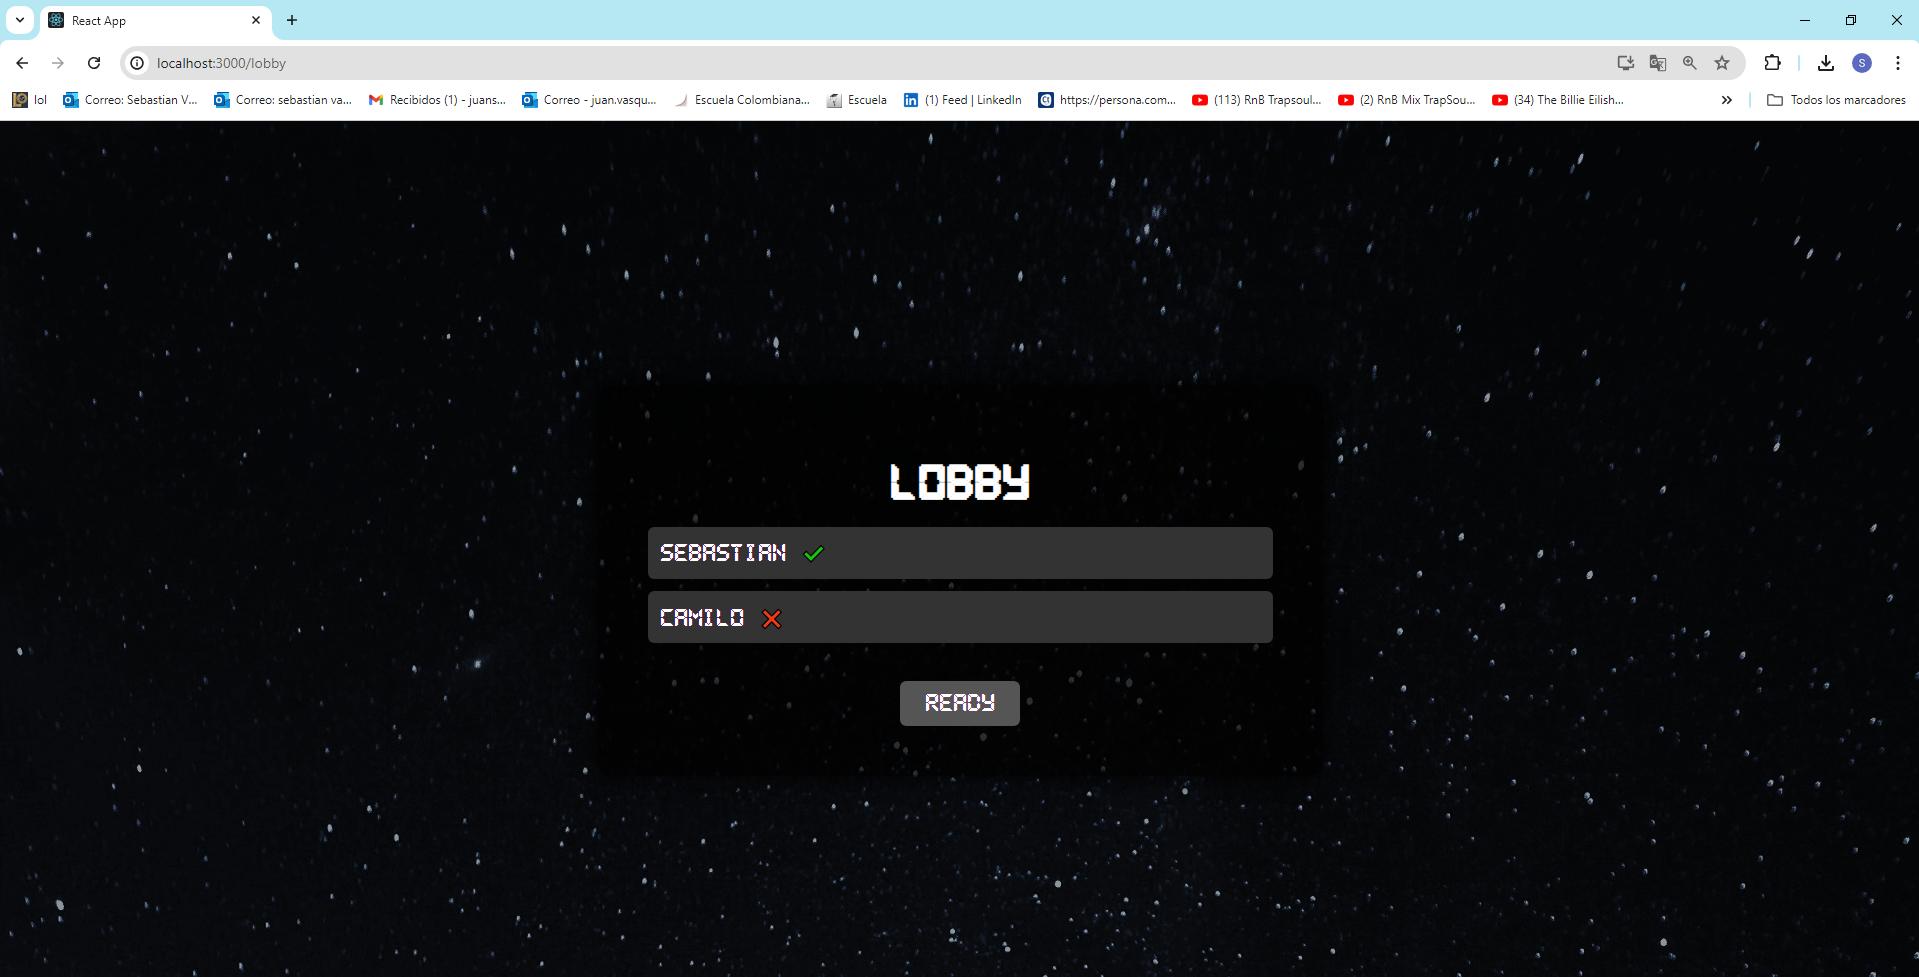 React App
localhost:3000/lobby
S
lol
Correo: Sebastian V...
Correo: sebastian va...
Recibidos (1) - juans...
Correo - juan.vasqu...
Escuela Colombiana...
Escuela
(1) Feed | LinkedIn
https://persona.com...
(113) RnB Trapsoul...
(2) RnB Mix TrapSou...
(34) The Billie Eilish...
Todos los marcadores
LOBBY
SEBASTIAN
CAMILO
READY